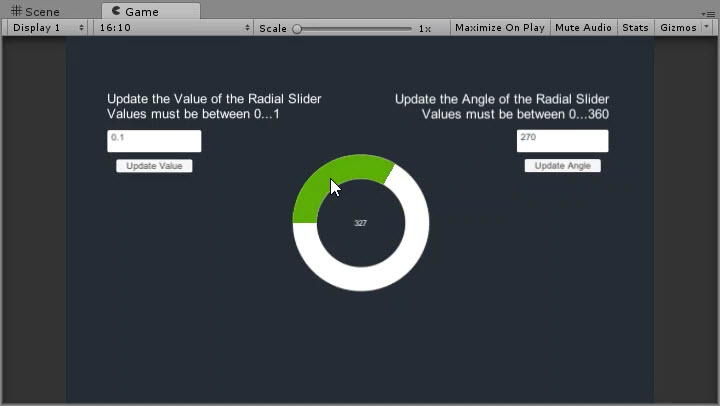 Scene
Game
Display 1
16:10
Scale
1x
Maximize On Play
Mute Audio
Stats
Gizmos
Update the Value of the Radial Slider
Values must be between 0...1
0.1
Update Value
Update the Angle of the Radial Slider
Values must be between 0...360
270
Update Angle
327